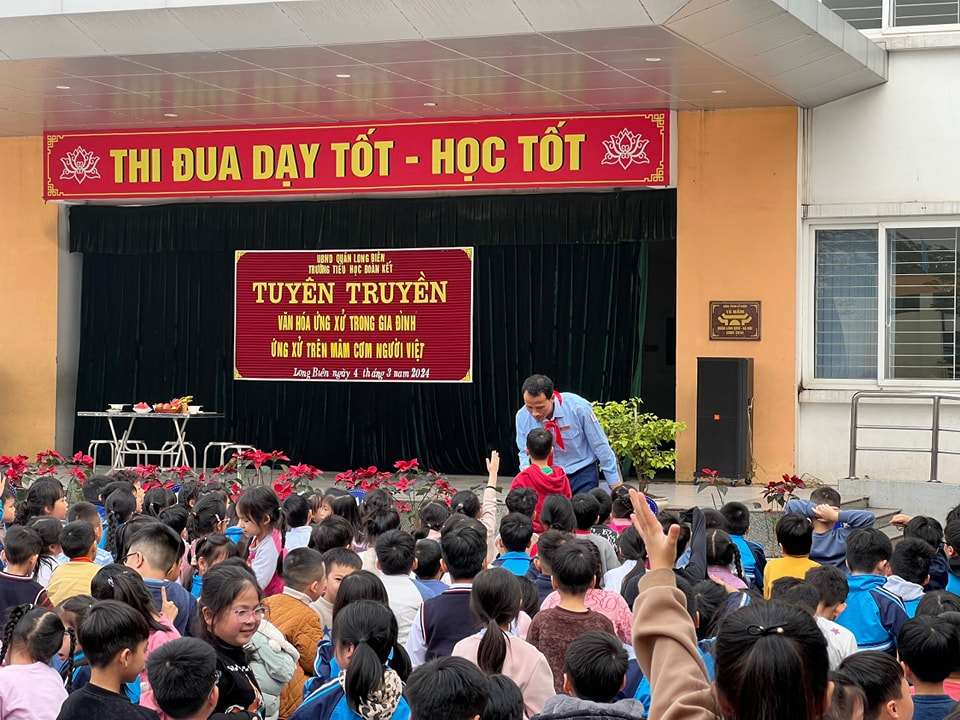 THI ĐUA DẠY TỐT - HỌC TỐT
UBND QUẬN LONG BIÊN
TRƯỜNG TIỂU HỌC ĐOÀN KẾT
TUYÊN TRUYỀN
VĂN HÓA ỨNG XỬ TRONG GIA ĐÌNH
ỨNG XỬ TRÊN MÂM CƠM NGƯỜI VIỆT
Long Biên ngày 4 tháng 3 năm 2024
15 NĂM